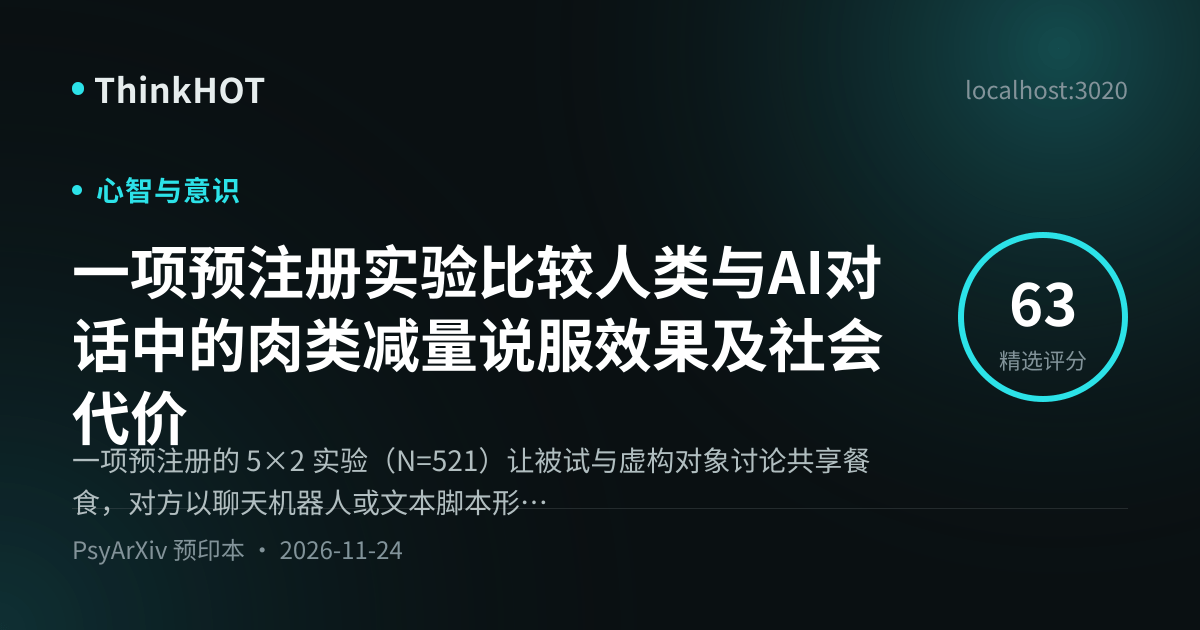 ThinkHOT
localhost:3020
心智与意识
一项预注册实验比较人类与AI对
话中的肉类减量说服效果及社会
代价
63
精选评分
一项预注册的 5×2 实验（N=521）让被试与虚构对象讨论共享餐
食，对方以聊天机器人或文本脚本形…
PsyArXiv 预印本 · 2026-11-24